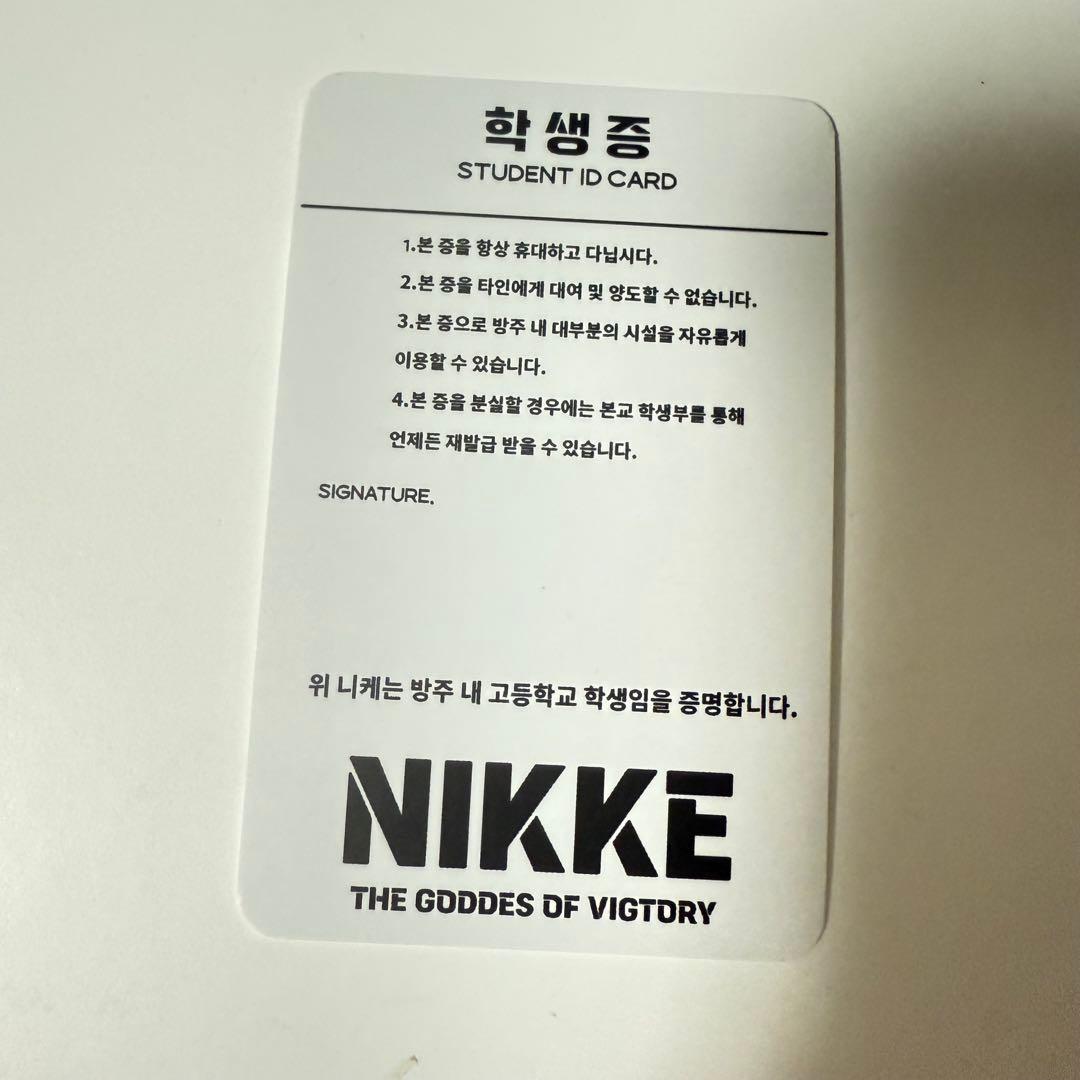 학생증
STUDENT ID CARD
1.본 증을 항상 휴대하고 다닙시다.
2.본 증을 타인에게 대여 및 양도할 수 없습니다.
3.본 증으로 방주 내 대부분의 시설을 자유롭게
이용할 수 있습니다.
4.본 증을 분실할 경우에는 본교 학생부를 통해
언제든 재발급 받을 수 있습니다.
SIGNATURE.
위 니케는 방주 내 고등학교 학생임을 증명합니다.
NIKKE
THE GODDES OF VIGTORY